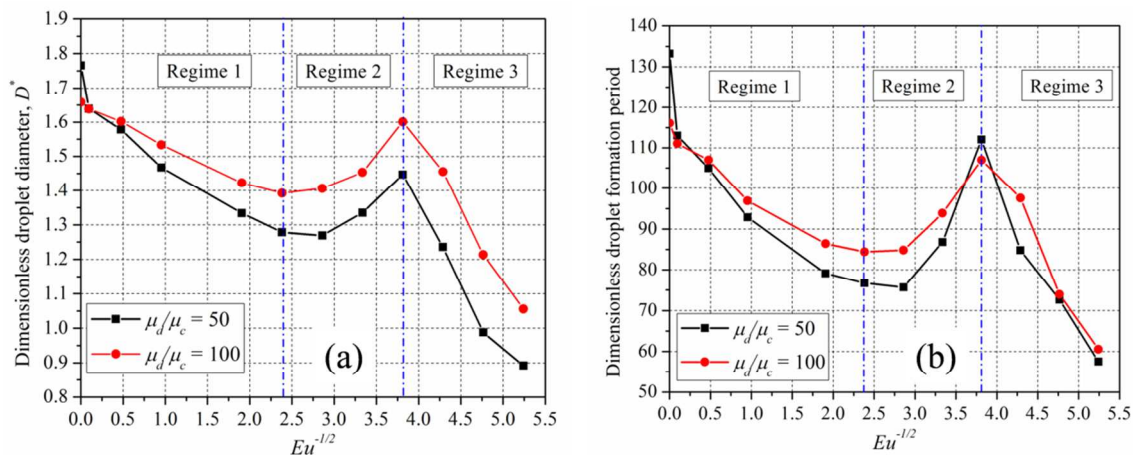 1.9
1.8
1.7
1.6
1.5
1.4
1.3
1.2
1.1
1.0
0.9
0.8
Dimensionless droplet diameter, D*
Regime 1
Regime 2
Regime 3
μd/μc = 50
μd/μc = 100
(a)
0.0 0.5 1.0 1.5 2.0 2.5 3.0 3.5 4.0 4.5 5.0 5.5
Eu-1/2
140
130
120
110
100
90
80
70
60
50
Dimensionless droplet formation period
Regime 1
Regime 2
Regime 3
μd/μc = 50
μd/μc = 100
(b)
0.0 0.5 1.0 1.5 2.0 2.5 3.0 3.5 4.0 4.5 5.0 5.5
Eu-1/2